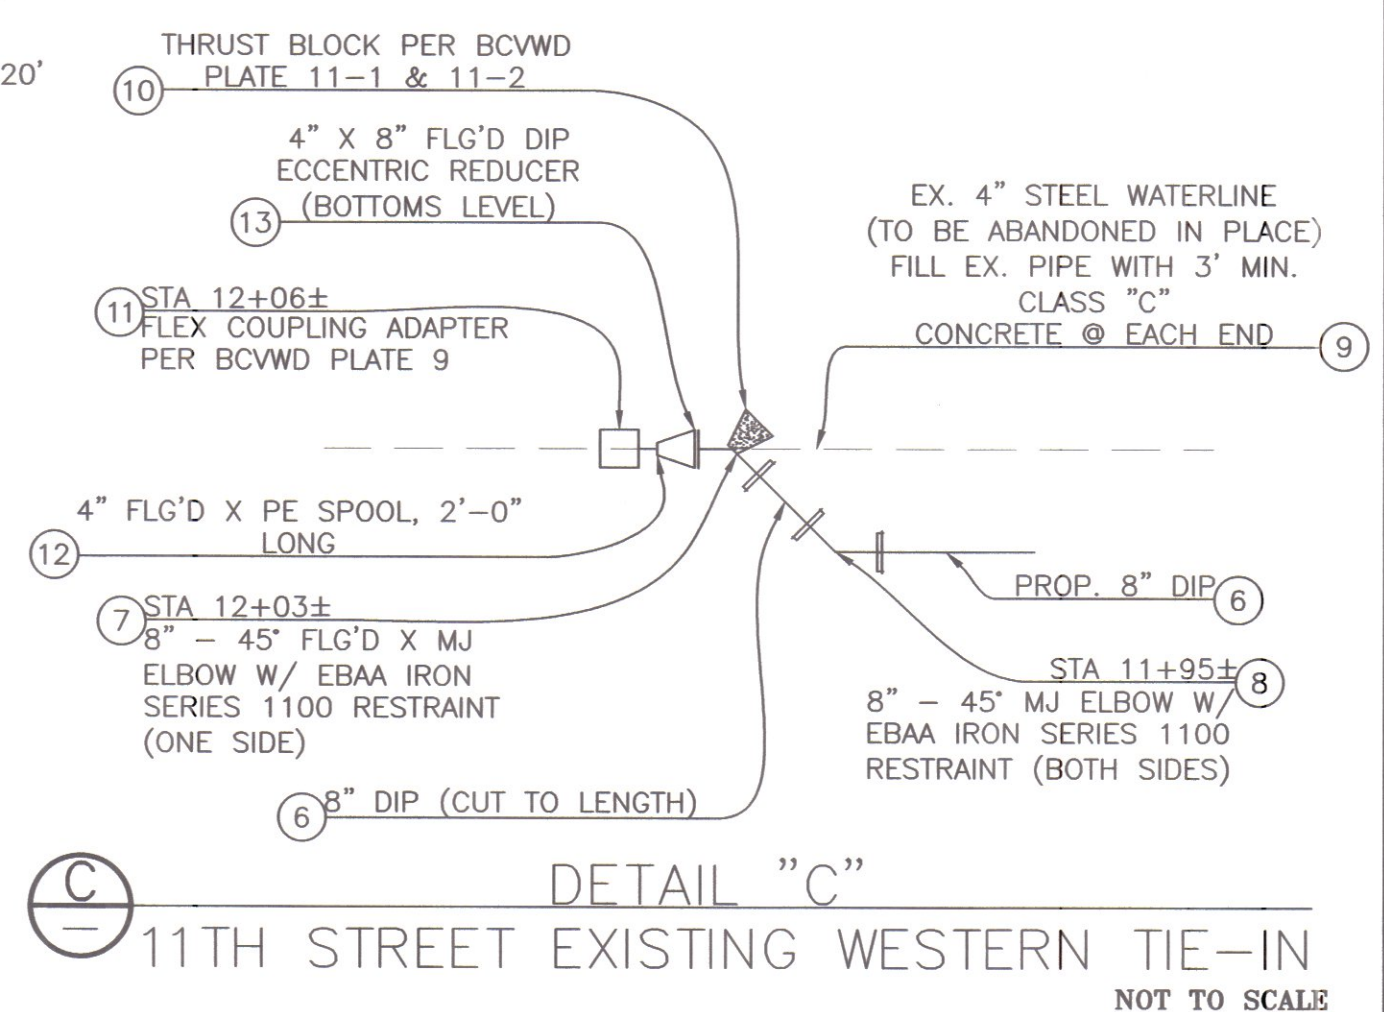 20'
THRUST BLOCK PER BCVWD
PLATE 11-1 & 11-2
10
4" X 8" FLG'D DIP
ECCENTRIC REDUCER
(BOTTOMS LEVEL)
13
STA 12+06±
11
FLEX COUPLING ADAPTER
PER BCVWD PLATE 9
EX. 4" STEEL WATERLINE
(TO BE ABANDONED IN PLACE)
FILL EX. PIPE WITH 3' MIN.
CLASS "C"
CONCRETE @ EACH END
9
4" FLG'D X PE SPOOL, 2'-0"
LONG
12
STA 12+03±
7
8" - 45° FLG'D X MJ
ELBOW W/ EBAA IRON
SERIES 1100 RESTRAINT
(ONE SIDE)
PROP. 8" DIP
6
STA 11+95±
8
8" - 45° MJ ELBOW W/
EBAA IRON SERIES 1100
RESTRAINT (BOTH SIDES)
8" DIP (CUT TO LENGTH)
6
C
—
DETAIL "C"
11TH STREET EXISTING WESTERN TIE-IN
NOT TO SCALE